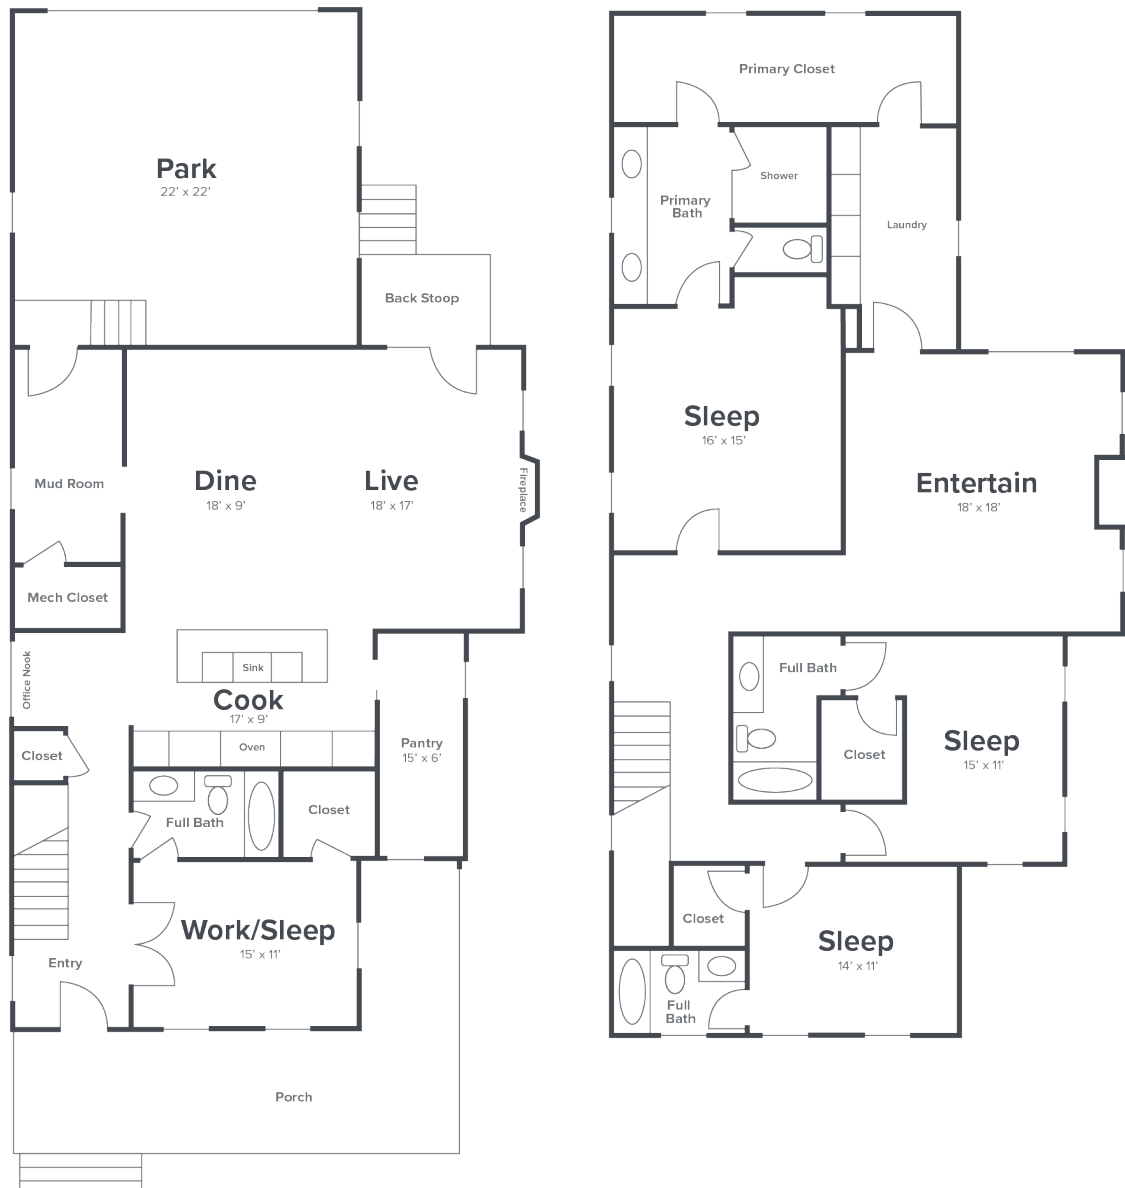 Park
22’ x 22’
Back Stoop
Mud Room
Dine
18’ x 9’
Live
18’ x 17’
Fireplace
Mech Closet
Office Nook
Sink
Cook
17’ x 9’
Oven
Pantry
15’ x 6’
Closet
Full Bath
Closet
Work/Sleep
15’ x 11’
Entry
Porch
Primary Closet
Primary
Bath
Shower
Laundry
Sleep
16’ x 15’
Entertain
18’ x 18’
Full Bath
Closet
Sleep
15’ x 11’
Closet
Sleep
14’ x 11’
Full
Bath